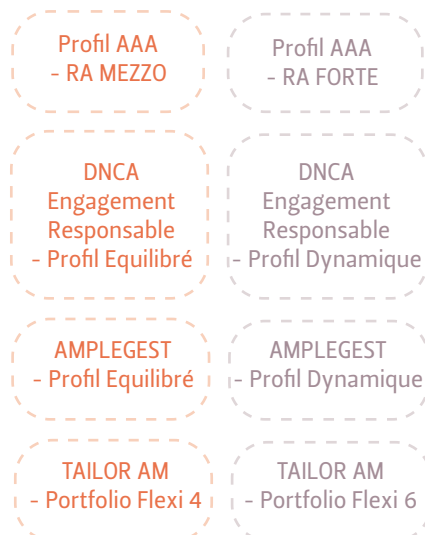 Profil AAA
- RA MEZZO
Profil AAA
- RA FORTE
DNCA
Engagement
Responsable
- Profil Equilibré
DNCA
Engagement
Responsable
- Profil Dynamique
AMPLEGEST
- Profil Equilibré
AMPLEGEST
- Profil Dynamique
TAILOR AM
- Portfolio Flexi 4
TAILOR AM
- Portfolio Flexi 6